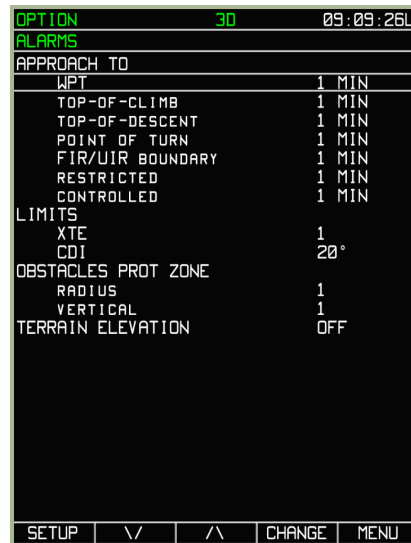 OPTION 3D 09:09:26L
ALARMS
APPROACH TO
WPT 1 MIN
TOP-OF-CLIMB 1 MIN
TOP-OF-DESCENT 1 MIN
POINT OF TURN 1 MIN
FIR/UIR BOUNDARY 1 MIN
RESTRICTED 1 MIN
CONTROLLED 1 MIN
LIMITS
XTE 1
CDI 20°
OBSTACLES PROT ZONE
RADIUS 1
VERTICAL 1
TERRAIN ELEVATION OFF
SETUP \/ /\ CHANGE MENU